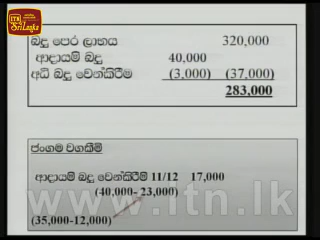 ITN
Sri Lanka
බදු පෙර ලාභය 320,000
ආදායම් බදු 40,000
අධි බදු වෙන්කිරීම (3,000) (37,000)
283,000
ජංගම වගකීම්
ආදායම් බදු වෙන්කිරීම් 11/12 17,000
(40,000- 23,000)
(35,000-12,000)
www.itn.lk